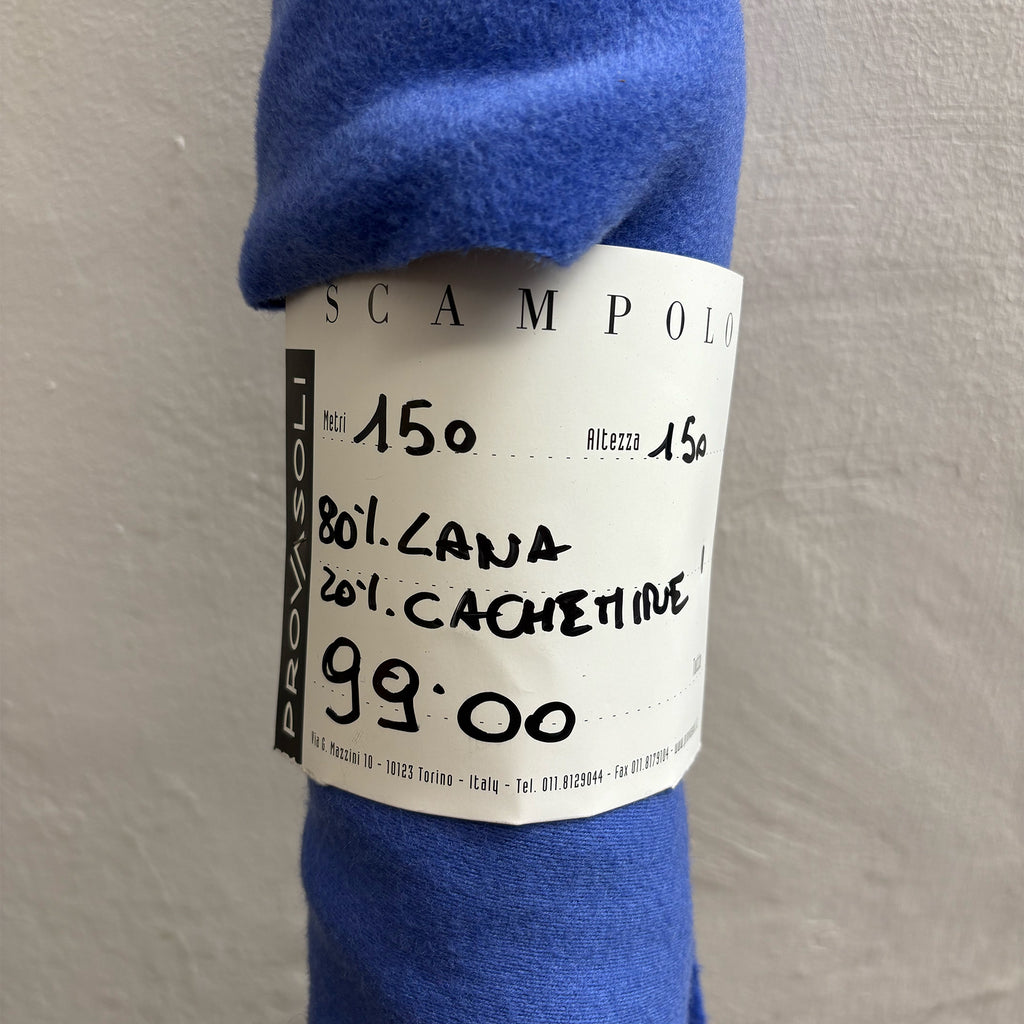 SCAMPOLO
PROVASOLI
Metri 150 Altezza 150
80%. LANA
20%. CACHEMIRE
99.00
Via G. Mazzini 10 - 10123 Torino - Italy - Tel. 011.8129044 - Fax 011.8179104 -